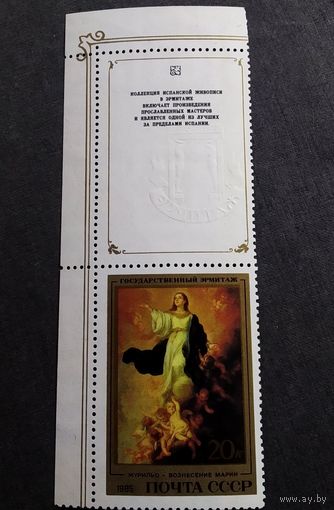 КОЛЛЕКЦИЯ ИСПАНСКОЙ ЖИВОПИСИ
В ЭРМИТАЖЕ
ВКЛЮЧАЕТ ПРОИЗВЕДЕНИЯ
ПРОСЛАВЛЕННЫХ МАСТЕРОВ
И ЯВЛЯЕТСЯ ОДНОЙ ИЗ ЛУЧШИХ
ЗА ПРЕДЕЛАМИ ИСПАНИИ.
ЭРМИТАЖ
ГОСУДАРСТВЕННЫЙ ЭРМИТАЖ
20к
МУРИЛЬО - ВОЗНЕСЕНИЕ МАРИИ
1985 ПОЧТА СССР
www.ay.by